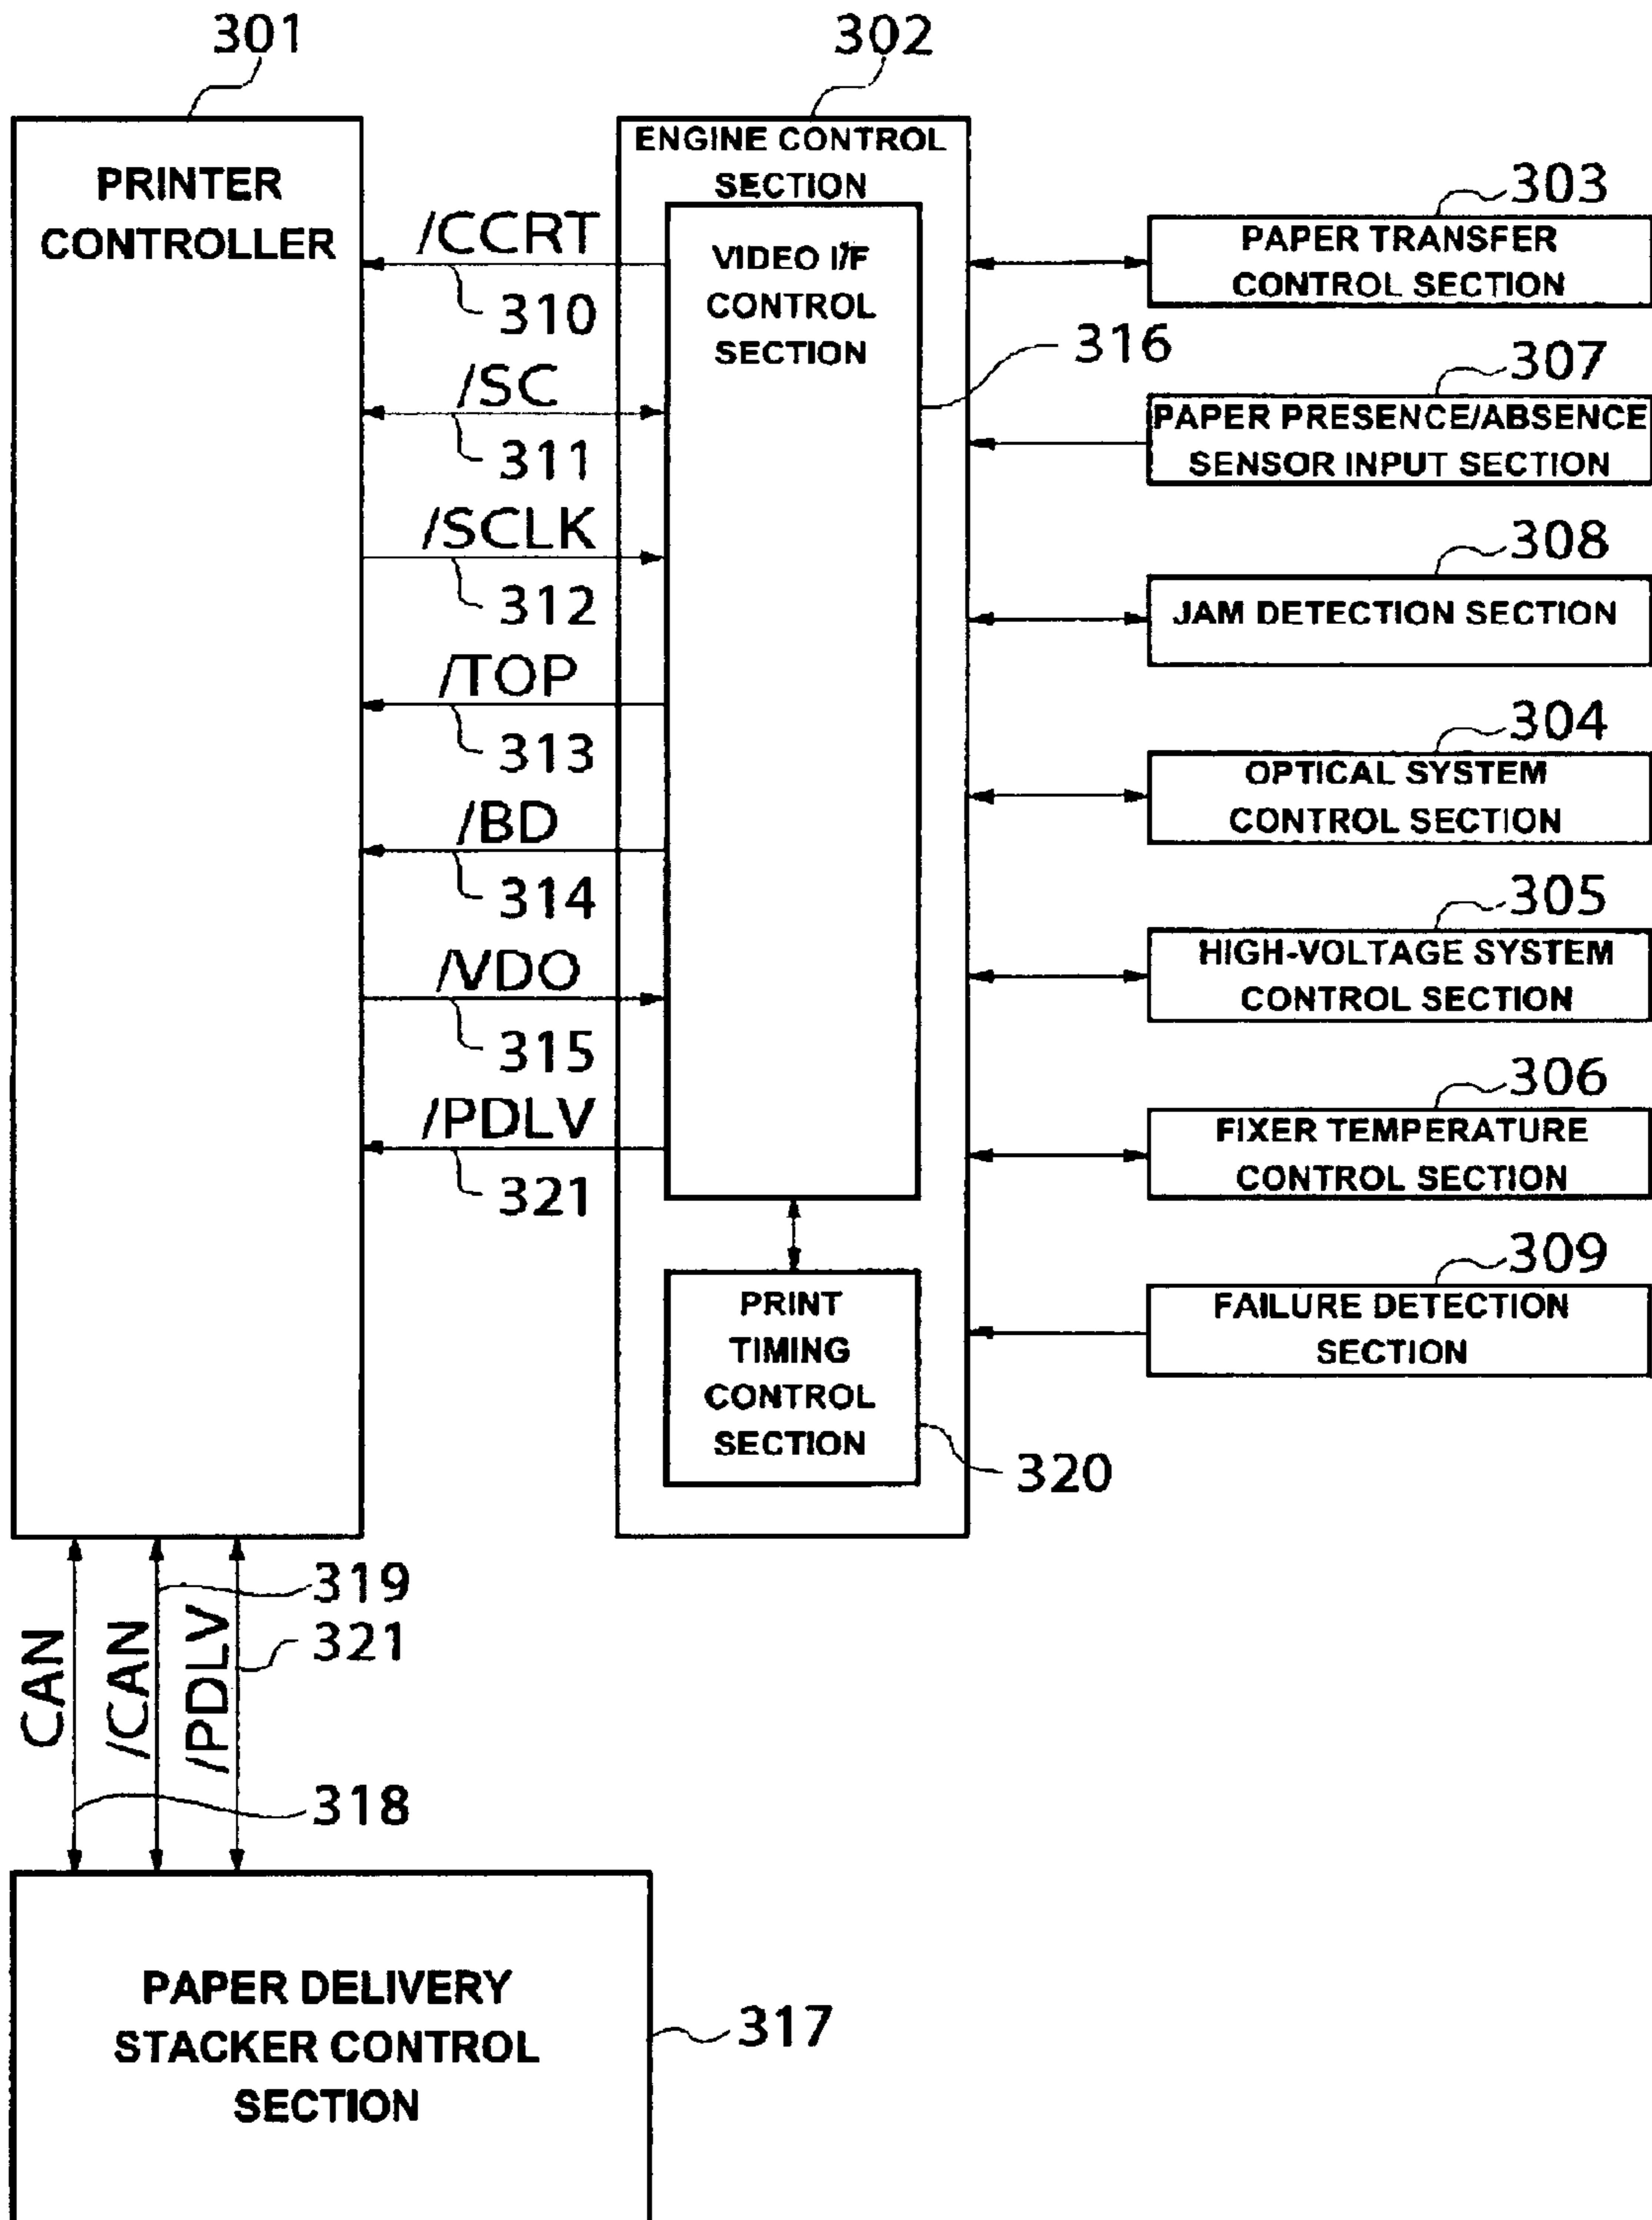 301
302
PRINTER
CONTROLLER
ENGINE CONTROL
SECTION
VIDEO I/F
CONTROL
SECTION
316
/CCRT
310
/SC
311
/SCLK
312
/TOP
313
/BD
314
/VDO
315
/PDLV
321
PRINT
TIMING
CONTROL
SECTION
320
303
PAPER TRANSFER
CONTROL SECTION
307
PAPER PRESENCE/ABSENCE
SENSOR INPUT SECTION
308
JAM DETECTION SECTION
304
OPTICAL SYSTEM
CONTROL SECTION
305
HIGH-VOLTAGE SYSTEM
CONTROL SECTION
306
FIXER TEMPERATURE
CONTROL SECTION
309
FAILURE DETECTION
SECTION
CAN
/CAN
/PDLV
319
321
318
PAPER DELIVERY
STACKER CONTROL
SECTION
317